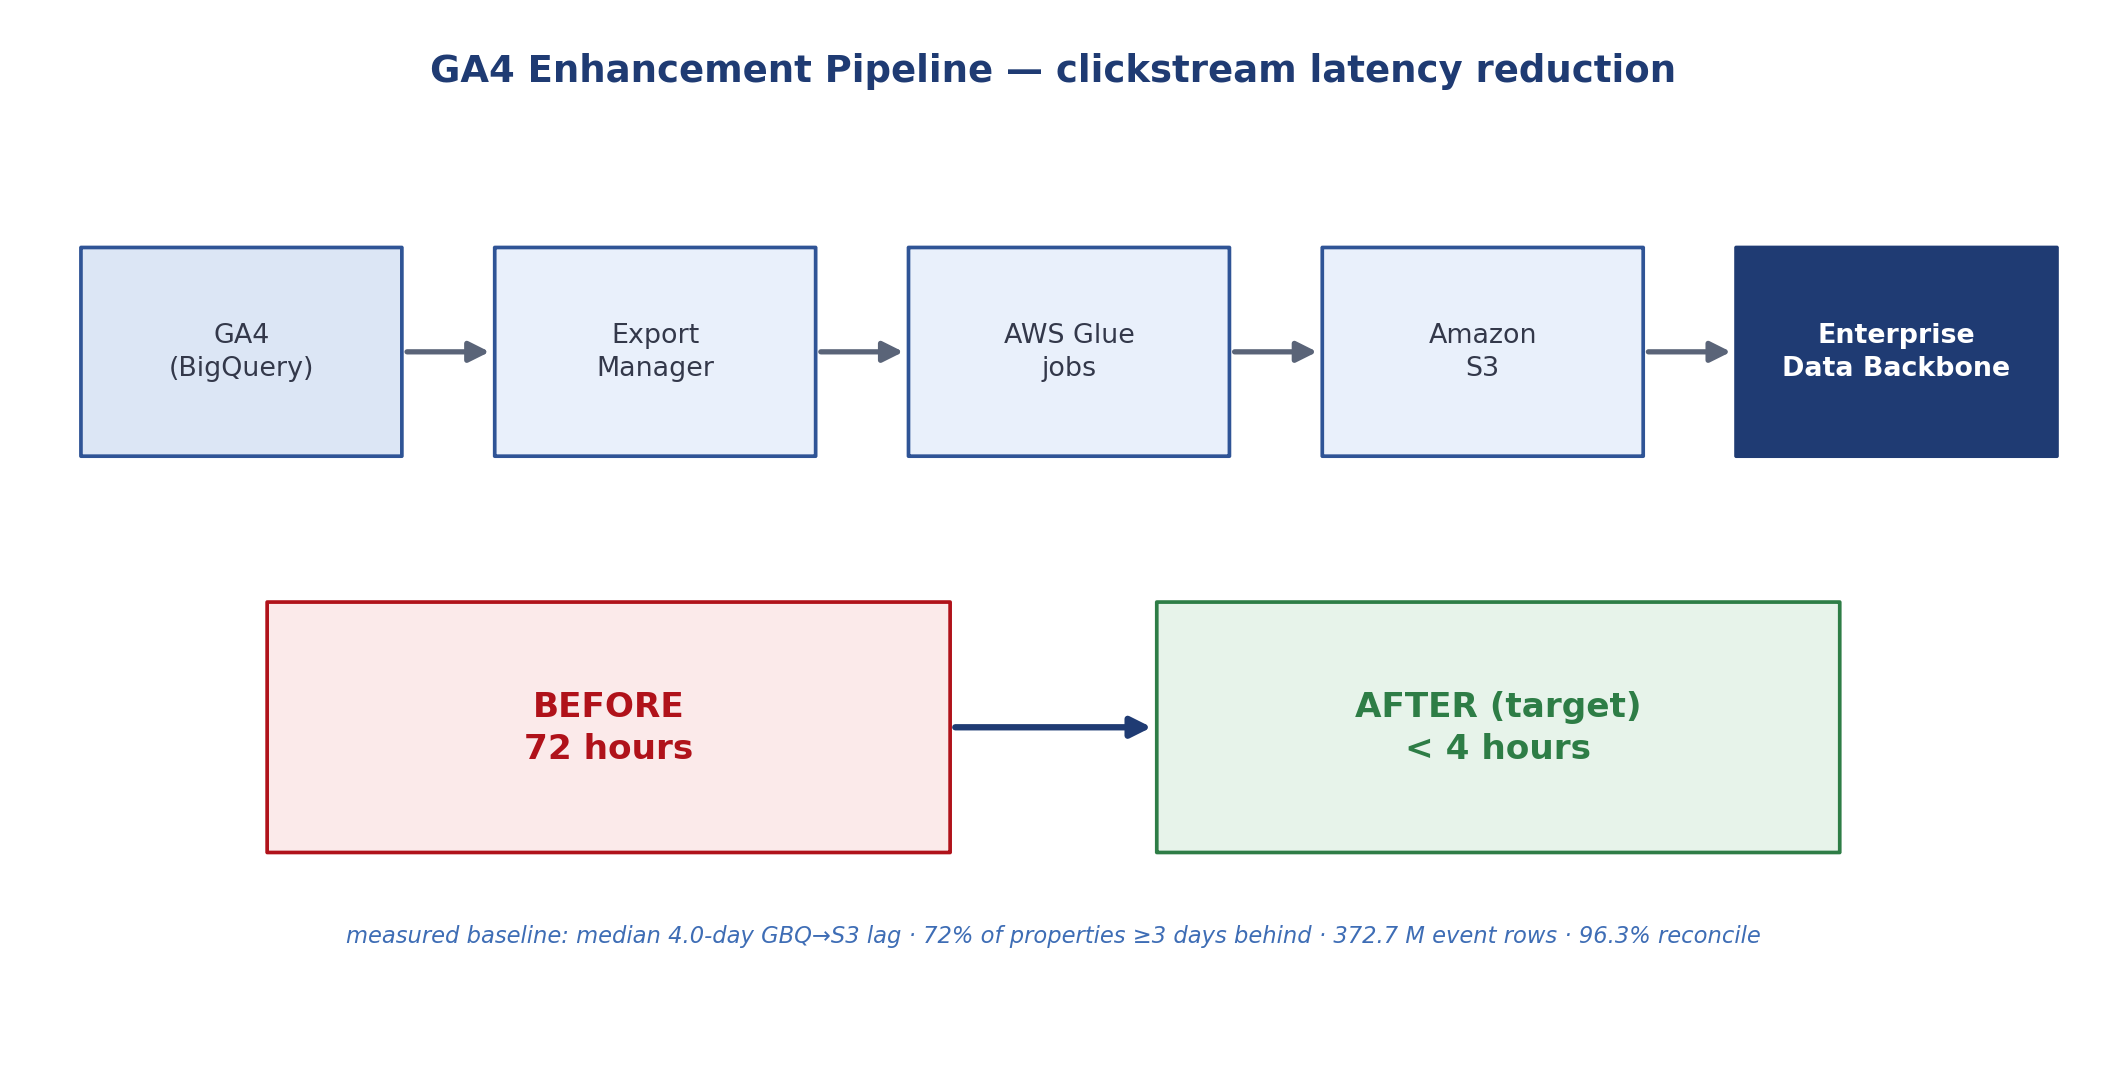 GA4 Enhancement Pipeline — clickstream latency reduction
GA4
(BigQuery)
Export
Manager
AWS Glue
jobs
Amazon
S3
Enterprise
Data Backbone
BEFORE
72 hours
AFTER (target)
< 4 hours
measured baseline: median 4.0-day GBQ→S3 lag · 72% of properties ≥3 days behind · 372.7 M event rows · 96.3% reconcile